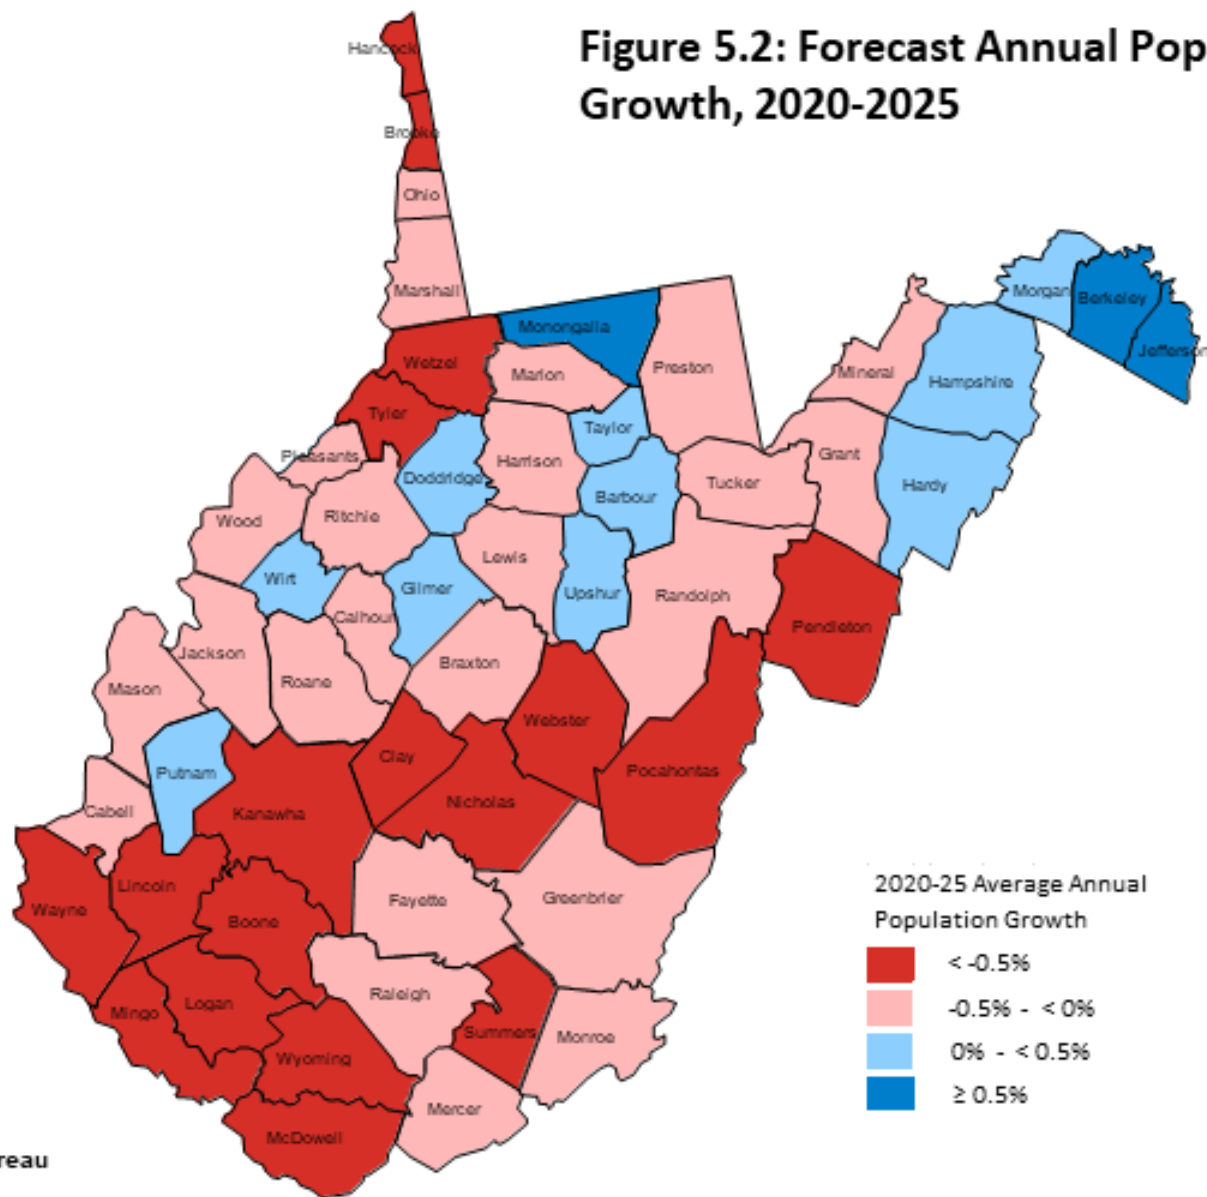 Figure 5.2: Forecast Annual Pop
Growth, 2020-2025
Hancock
Brooke
Ohio
Marshall
Wetzel
Monongalia
Marion
Preston
Tyler
Pleasants
Doddridge
Harrison
Taylor
Barbour
Tucker
Grant
Mineral
Hampshire
Hardy
Morgan
Berkeley
Jefferson
Wood
Ritchie
Wirt
Gilmer
Lewis
Upshur
Randolph
Pendleton
Calhoun
Jackson
Roane
Braxton
Mason
Webster
Pocahontas
Clay
Nicholas
Putnam
Kanawha
Cabell
Wayne
Lincoln
Boone
Fayette
Greenbrier
Mingo
Logan
Raleigh
Wyoming
Summers
Monroe
Mercer
McDowell
2020-25 Average Annual
Population Growth
< -0.5%
-0.5% - < 0%
0% - < 0.5%
≥ 0.5%
reau